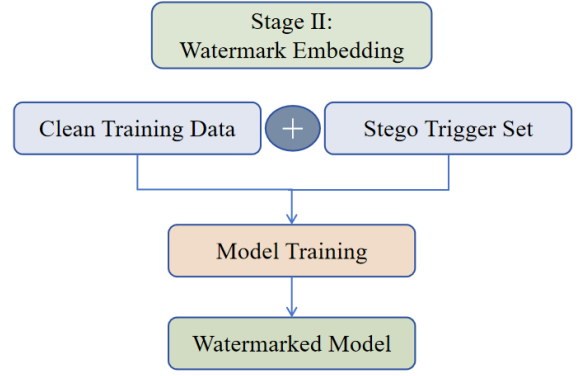 Stage II:
Watermark Embedding
Clean Training Data + Stego Trigger Set
Model Training
Watermarked Model